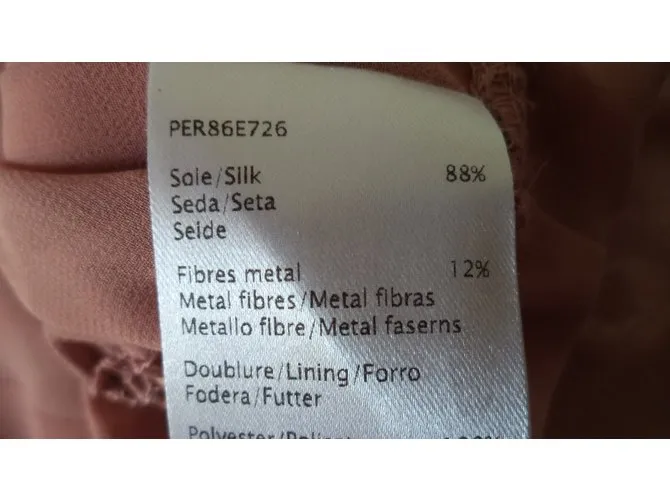 PER86E726
Soie/Silk 88%
Seda/Seta
Seide
Fibres metal 12%
Metal fibres/Metal fibras
Metallo fibre/Metal faserns
Doublure/Lining/Forro
Fodera/Futter
Polyester